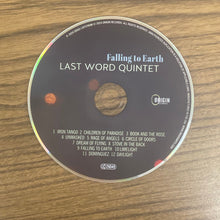 Falling to Earth
LAST WORD QUINTET
ORIGIN
1 IRON TANGO 2 CHILDREN OF PARADISE 3 BOOK AND THE ROSE
4 UNMASKED 5 RAGE OF ANGELS 6 CIRCLE OF DOORS
7 DREAM OF FLYING 8 STONE IN THE BACK
9 FALLING TO EARTH 10 LIMELIGHT
11 DOMINGUEZ 12 DAYLIGHT